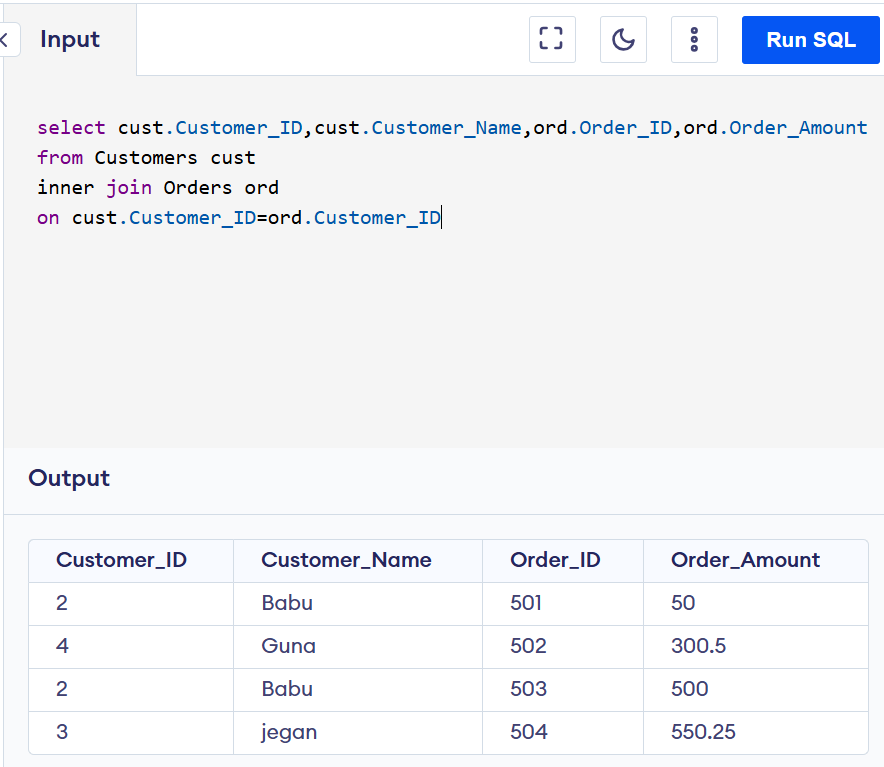 Input
Run SQL
select cust.Customer_ID,cust.Customer_Name,ord.Order_ID,ord.Order_Amount
from Customers cust
inner join Orders ord
on cust.Customer_ID=ord.Customer_ID
Output
Customer_ID Customer_Name Order_ID Order_Amount
2 Babu 501 50
4 Guna 502 300.5
2 Babu 503 500
3 jegan 504 550.25